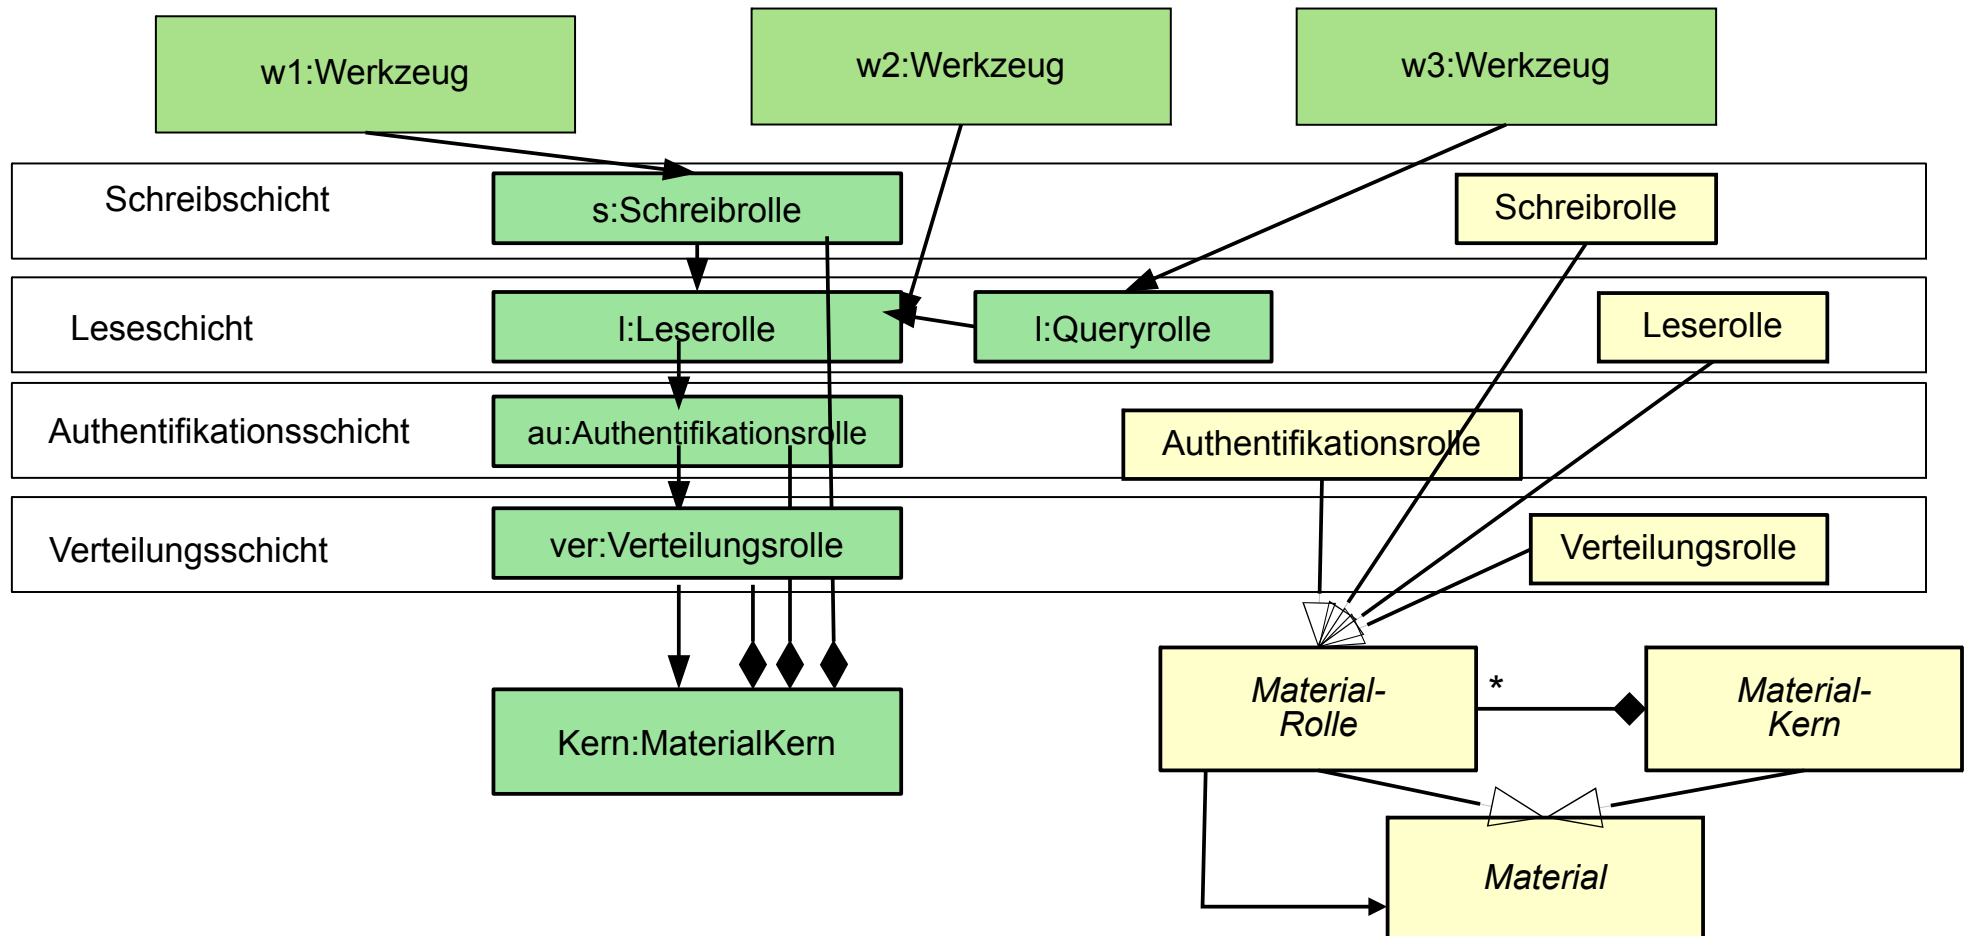 w1:Werkzeug
w2:Werkzeug
w3:Werkzeug
Schreibschicht
s:Schreibrolle
Schreibrolle
Leseschicht
l:Leserolle
l:Queryrolle
Leserolle
Authentifikationsschicht
au:Authentifikationsrolle
Authentifikationsrolle
Verteilungsschicht
ver:Verteilungsrolle
Verteilungsrolle
Kern:MaterialKern
Material-
Rolle
*
Material-
Kern
Material